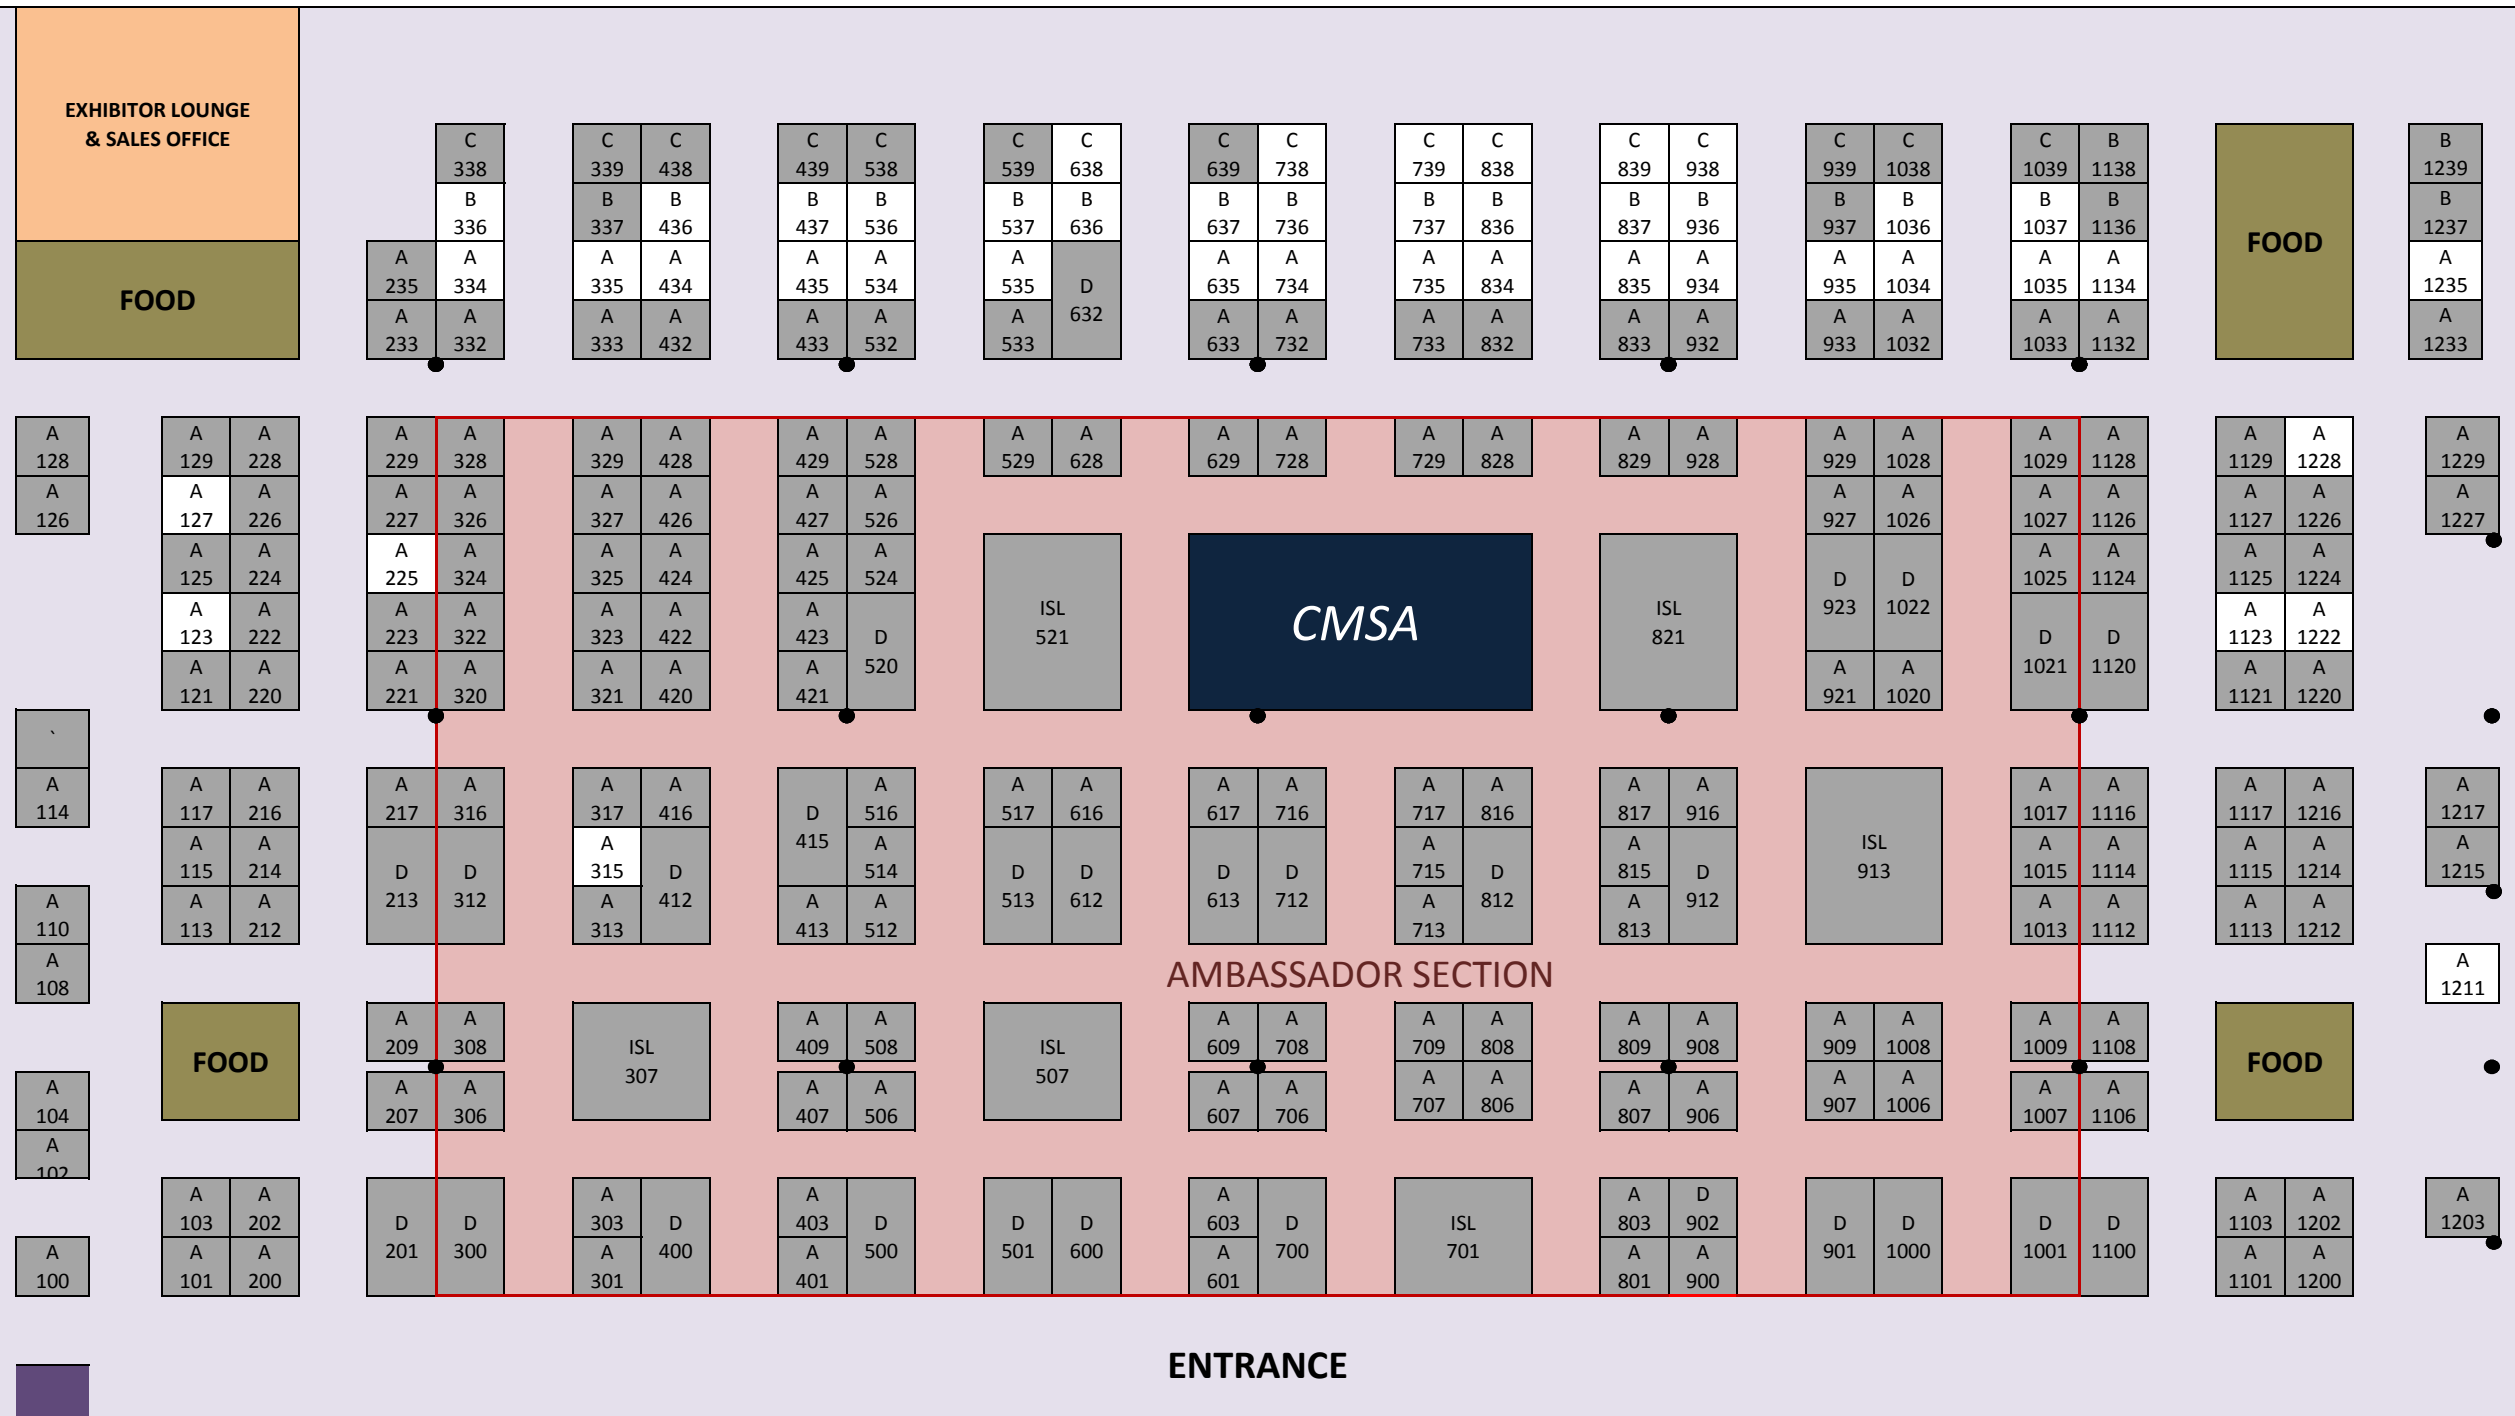 EXHIBITOR LOUNGE
& SALES OFFICE
C C C C C C C C C C C C C C C C C B B
338 339 438 439 538 539 638 639 738 739 838 839 938 939 1038 1039 1138 1239
B B B B B B B B B B B B B B B B B B
336 337 436 437 536 537 636 637 736 737 836 837 936 937 1036 1037 1136 1237
FOOD
A A A A A A A D A A A A A A A A A A A
235 334 335 434 435 534 535 632 635 734 735 834 835 934 935 1034 1035 1134 1235
FOOD
A A A A A A A A A A A A A A A A A A
233 332 333 432 433 532 533 633 732 733 832 833 932 933 1032 1033 1132 1233
A A A A A A A A A A A A A A A A A A A A A A A A
128 129 228 229 328 329 428 429 528 529 628 629 728 729 828 829 928 929 1028 1029 1128 1129 1228 1229
A A A A A A A A A A A A A A A A A
126 127 226 227 326 327 426 427 526 927 1026 1027 1126 1127 1226 1227
A A A A A A A A D D A A A A
125 224 225 324 325 424 425 524 923 1022 1025 1124 1125 1224
ISL CMSA ISL
521 821
A A A A A A A D D D A A
123 222 223 322 323 422 423 520 1021 1120 1123 1222
A A A A A A A A A A A
121 220 221 320 321 420 421 921 1020 1121 1220
`
A A A A A A A D A A A A A A A A A A A A A A A
114 117 216 217 316 317 416 415 516 517 616 617 716 717 816 817 916 1017 1116 1117 1216 1217
A A D D A D A D D D D A D A D ISL A A A A A
115 214 213 312 315 412 514 513 612 613 712 715 812 815 912 913 1015 1114 1115 1214 1215
A A A A A A A A A A A A
110 113 212 313 413 512 713 813 1013 1112 1113 1212
A AMBASSADOR SECTION A
108 1211
FOOD A A ISL A A ISL A A A A A A A A A A FOOD
209 308 307 409 508 507 609 708 709 808 809 908 909 1008 1009 1108
A A A A A A A A A A A A A A A
104 207 306 407 506 607 706 707 806 807 906 907 1006 1007 1106
A
102
A A D D A D A D D D A D ISL A D D D D D A A A
103 202 201 300 303 400 403 500 501 600 603 700 701 803 902 901 1000 1001 1100 1103 1202 1203
A A A A A A A A A A
100 101 200 301 401 601 801 900 1101 1200
ENTRANCE